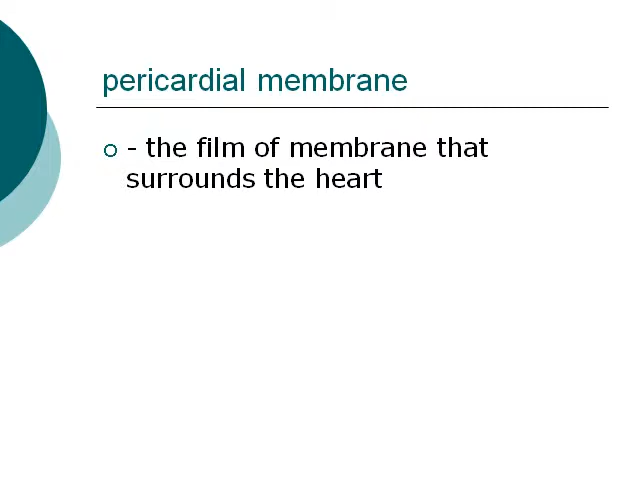 pericardial membrane
- the film of membrane that
surrounds the heart